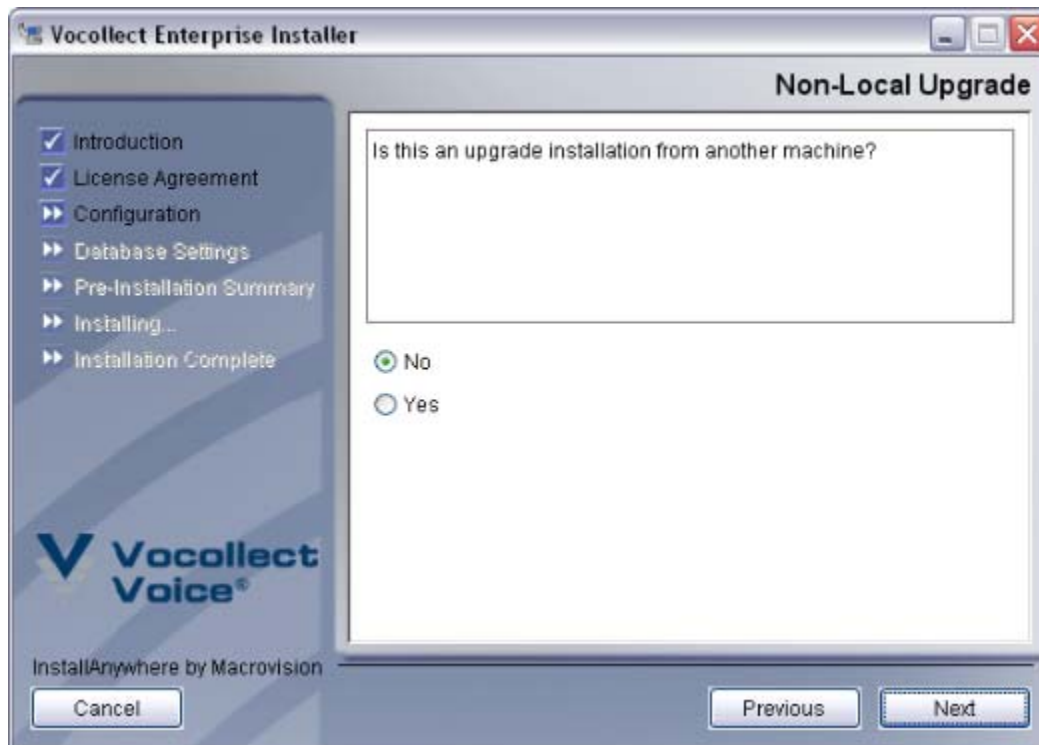 Vocollect Enterprise Installer
Non-Local Upgrade
Introduction
License Agreement
Configuration
Database Settings
Pre-Installation Summary
Installing...
Installation Complete
Is this an upgrade installation from another machine?
No
Yes
Vocollect
Voice®
InstallAnywhere by Macrovision
Cancel
Previous
Next